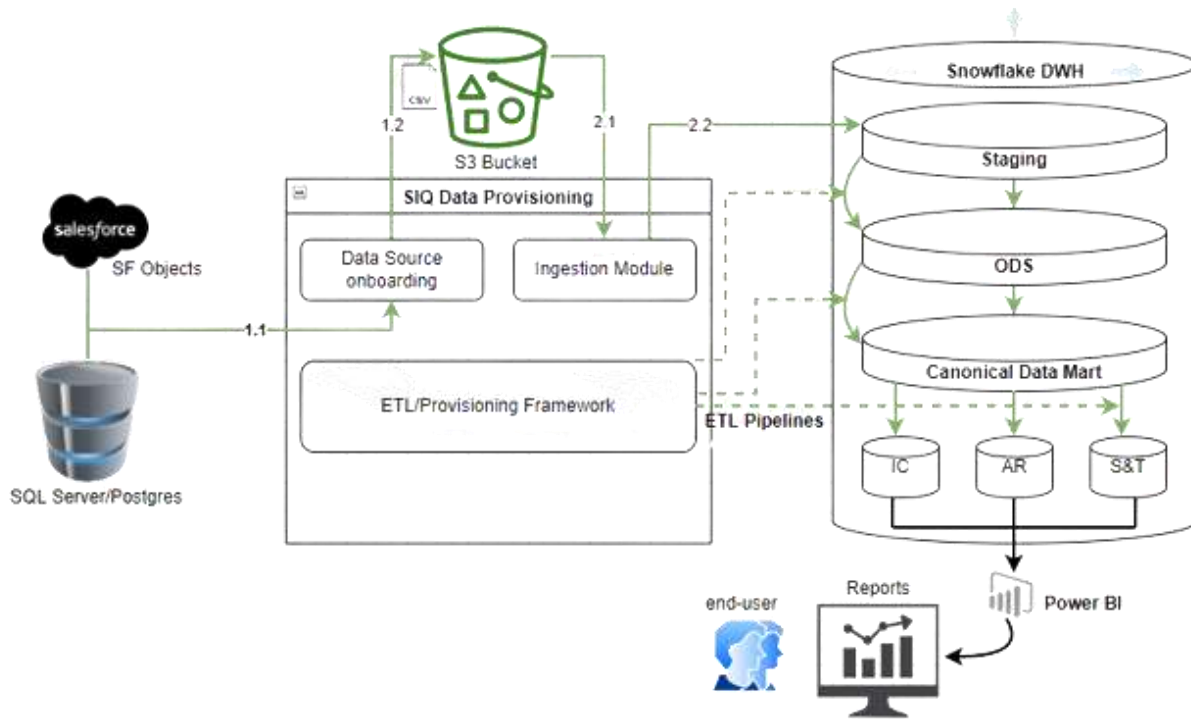 Snowflake DWH
CSV
1.2
2.1
2.2
S3 Bucket
Staging
SIQ Data Provisioning
salesforce
SF Objects
Data Source
onboarding
Ingestion Module
ODS
1.1
Canonical Data Mart
ETL/Provisioning Framework
ETL Pipelines
IC
AR
S&T
SQL Server/Postgres
Reports
end-user
Power BI